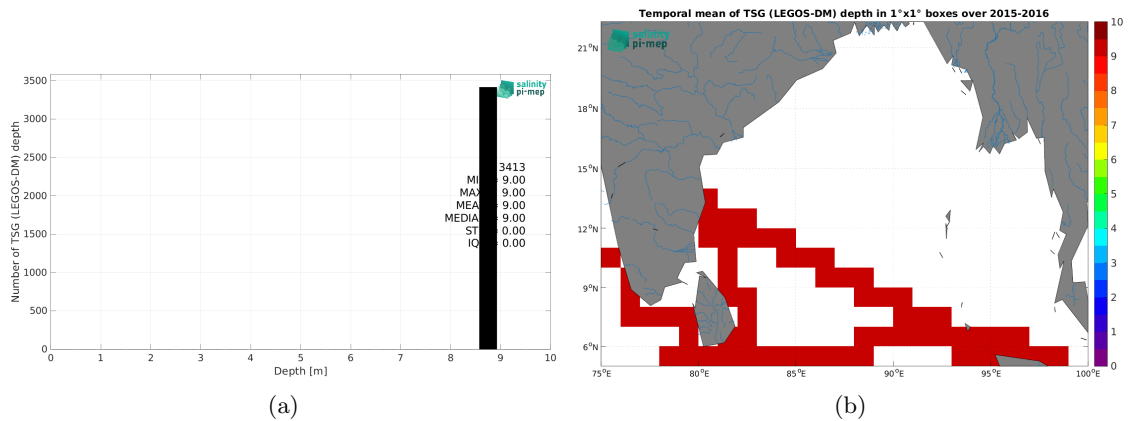 Number of TSG (LEGOS-DM) depth
3500
3000
2500
2000
1500
1000
500
0
0 1 2 3 4 5 6 7 8 9 10
Depth [m]
salinity
pi-mep
3413
9.00
9.00
9.00
MEDIA 9.00
0.00
0.00
(a)
Temporal mean of TSG (LEGOS-DM) depth in 1°x1° boxes over 2015-2016
salinity
pi-mep
21°N
18°N
15°N
12°N
9°N
6°N
75°E 80°E 85°E 90°E 95°E 100°E
10
9
8
7
6
5
4
3
2
1
0
(b)